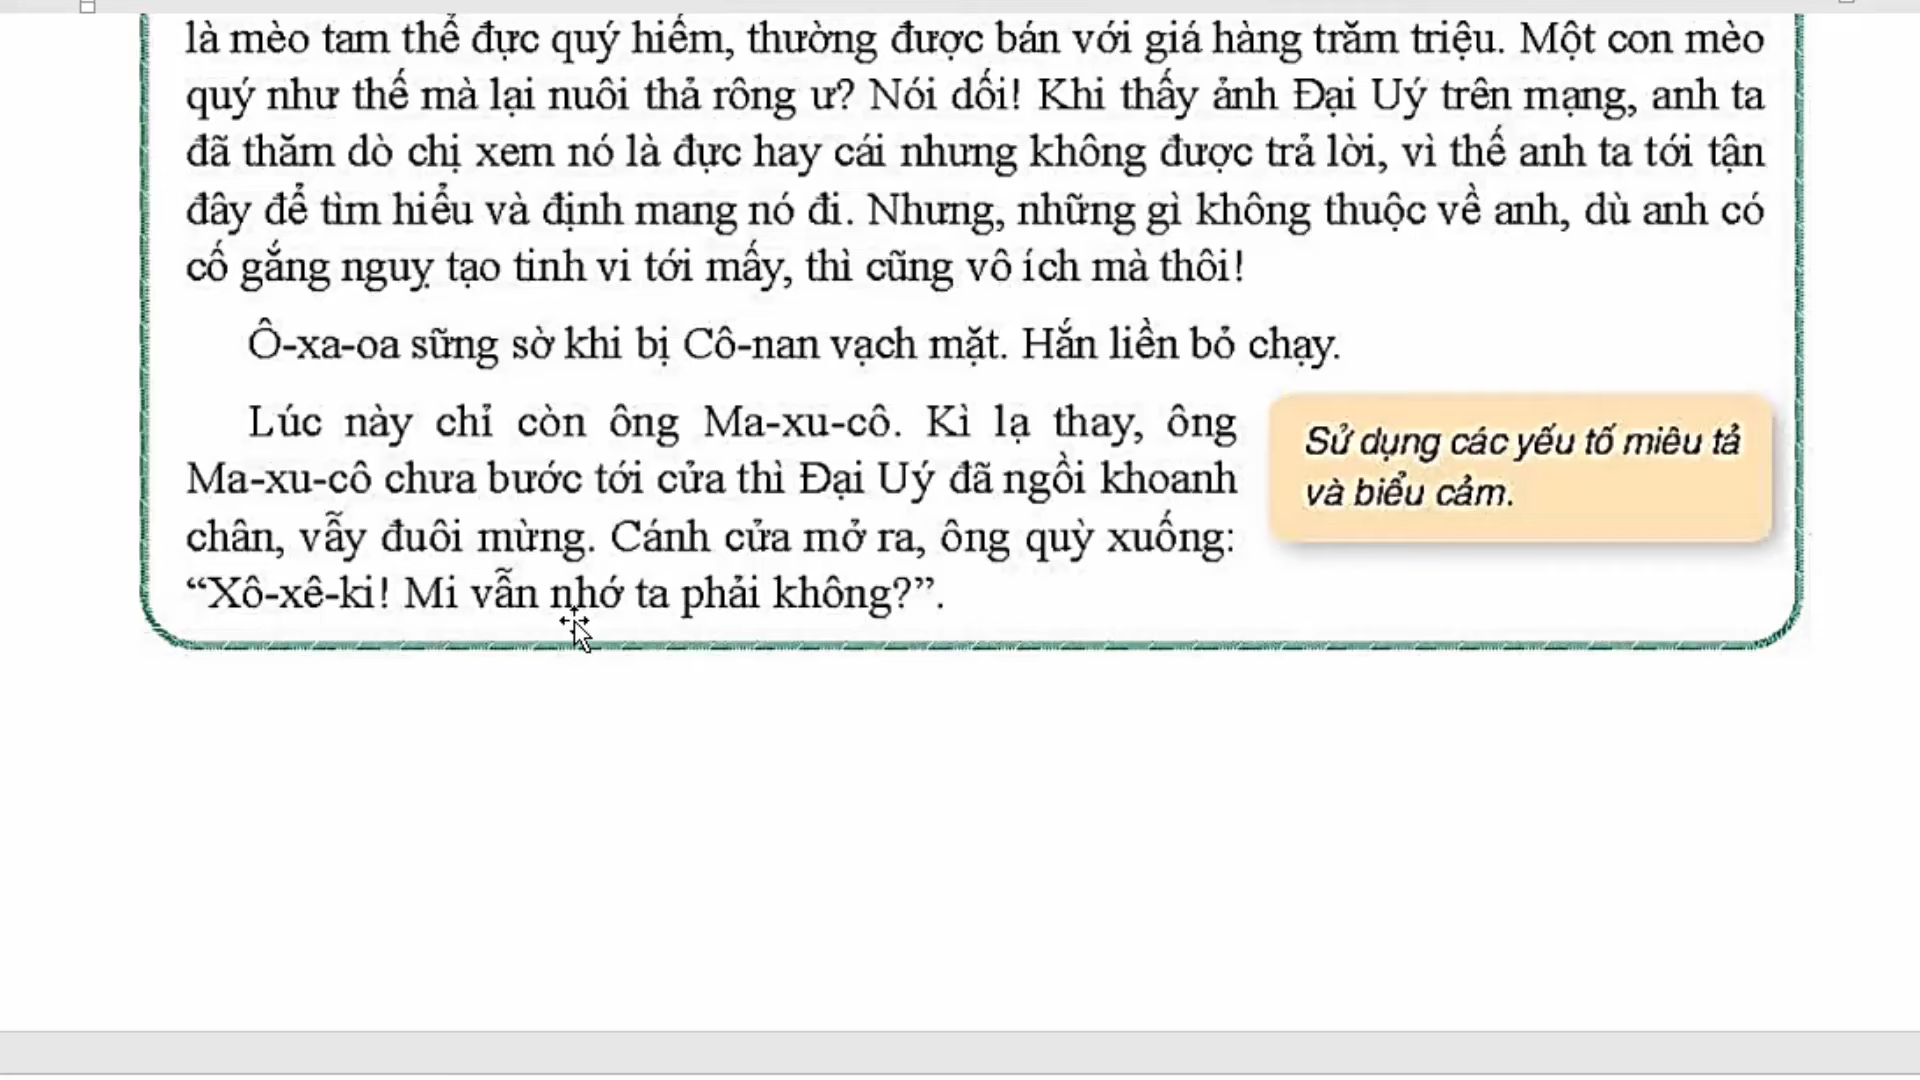 là mèo tam thể đực quý hiếm, thường được bán với giá hàng trăm triệu. Một con mèo
quý như thế mà lại nuôi thả rông ư? Nói dối! Khi thấy ảnh Đại Uý trên mạng, anh ta
đã thăm dò chị xem nó là đực hay cái nhưng không được trả lời, vì thế anh ta tới tận
đây để tìm hiểu và định mang nó đi. Nhưng, những gì không thuộc về anh, dù anh có
cố gắng nguỵ tạo tinh vi tới mấy, thì cũng vô ích mà thôi!
Ô-xa-oa sững sờ khi bị Cô-nan vạch mặt. Hắn liền bỏ chạy.
Lúc này chỉ còn ông Ma-xu-cô. Kì lạ thay, ông
Ma-xu-cô chưa bước tới cửa thì Đại Uý đã ngồi khoanh
chân, vẫy đuôi mừng. Cánh cửa mở ra, ông quỳ xuống:
“Xô-xê-ki! Mi vẫn nhớ ta phải không?”.
Sử dụng các yếu tố miêu tả
và biểu cảm.